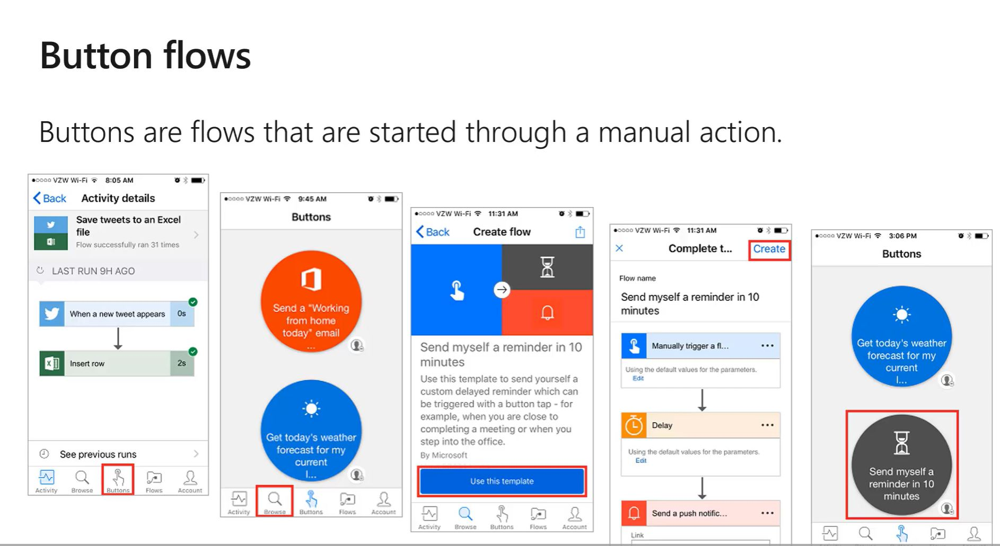 Button flows
Buttons are flows that are started through a manual action.
VZW Wi-Fi 8:05 AM
Back Activity details
Save tweets to an Excel
file
Flow successfully ran 31 times
LAST RUN 9H AGO
When a new tweet appears 0s
Insert row 2s
See previous runs
Activity Browse Buttons Flows Account
VZW Wi-Fi 9:45 AM
Buttons
Send a "Working
from home
today" email
...
Get today's weather
forecast for my
current
l...
Activity Browse Buttons Flows Account
VZW Wi-Fi 11:31 AM
Back Create flow
Send myself a reminder in 10
minutes
Use this template to send yourself a
custom delayed reminder which can
be triggered with a button tap - for
example, when you are close to
completing a meeting or when you
step into the office.
By Microsoft
Use this template
Activity Browse Buttons Flows Account
VZW Wi-Fi 11:31 AM
Complete t... Create
Flow name
Send myself a reminder in 10
minutes
Manually trigger a fl...
Using the default values for the parameters.
Edit
Delay
Using the default values for the parameters.
Edit
Send a push notific...
Link
VZW Wi-Fi 3:06 PM
Buttons
Get today's weather
forecast for my
current
l...
Send myself a
reminder in 10
minutes